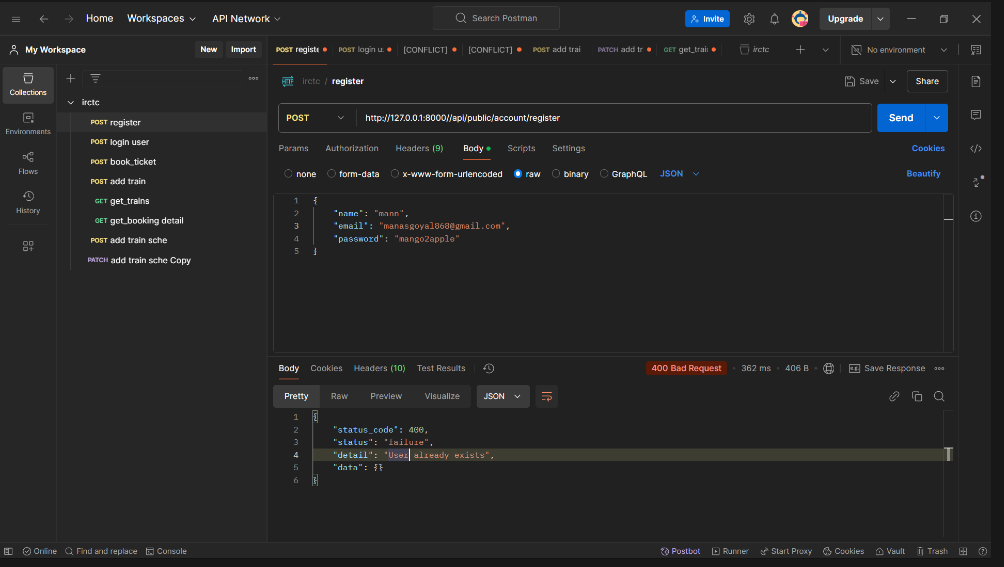 Home Workspaces API Network Search Postman Invite Upgrade
My Workspace New Import POST registe POST login u: [CONFLICT] [CONFLICT] POST add trai PATCH add tr GET get_trai irctc No environment
Collections
Environments
Flows
History
irctc
POST register
POST login user
POST book_ticket
POST add train
GET get_trains
GET get_booking detail
POST add train sche
PATCH add train sche Copy
irctc / register Save Share
POST http://127.0.0.1:8000//api/public/account/register Send
Params Authorization Headers (9) Body Scripts Settings Cookies
none form-data x-www-form-urlencoded raw binary GraphQL JSON Beautify
1 {
2 "name": "mann",
3 "email": "manasgoyal868@gmail.com",
4 "password": "mango2apple"
5 }
Body Cookies Headers (10) Test Results 400 Bad Request 362 ms 406 B Save Response
Pretty Raw Preview Visualize JSON
1 {
2 "status_code": 400,
3 "status": "failure",
4 "detail": "User already exists",
5 "data": {}
6 }
Online Find and replace Console Postbot Runner Start Proxy Cookies Vault Trash